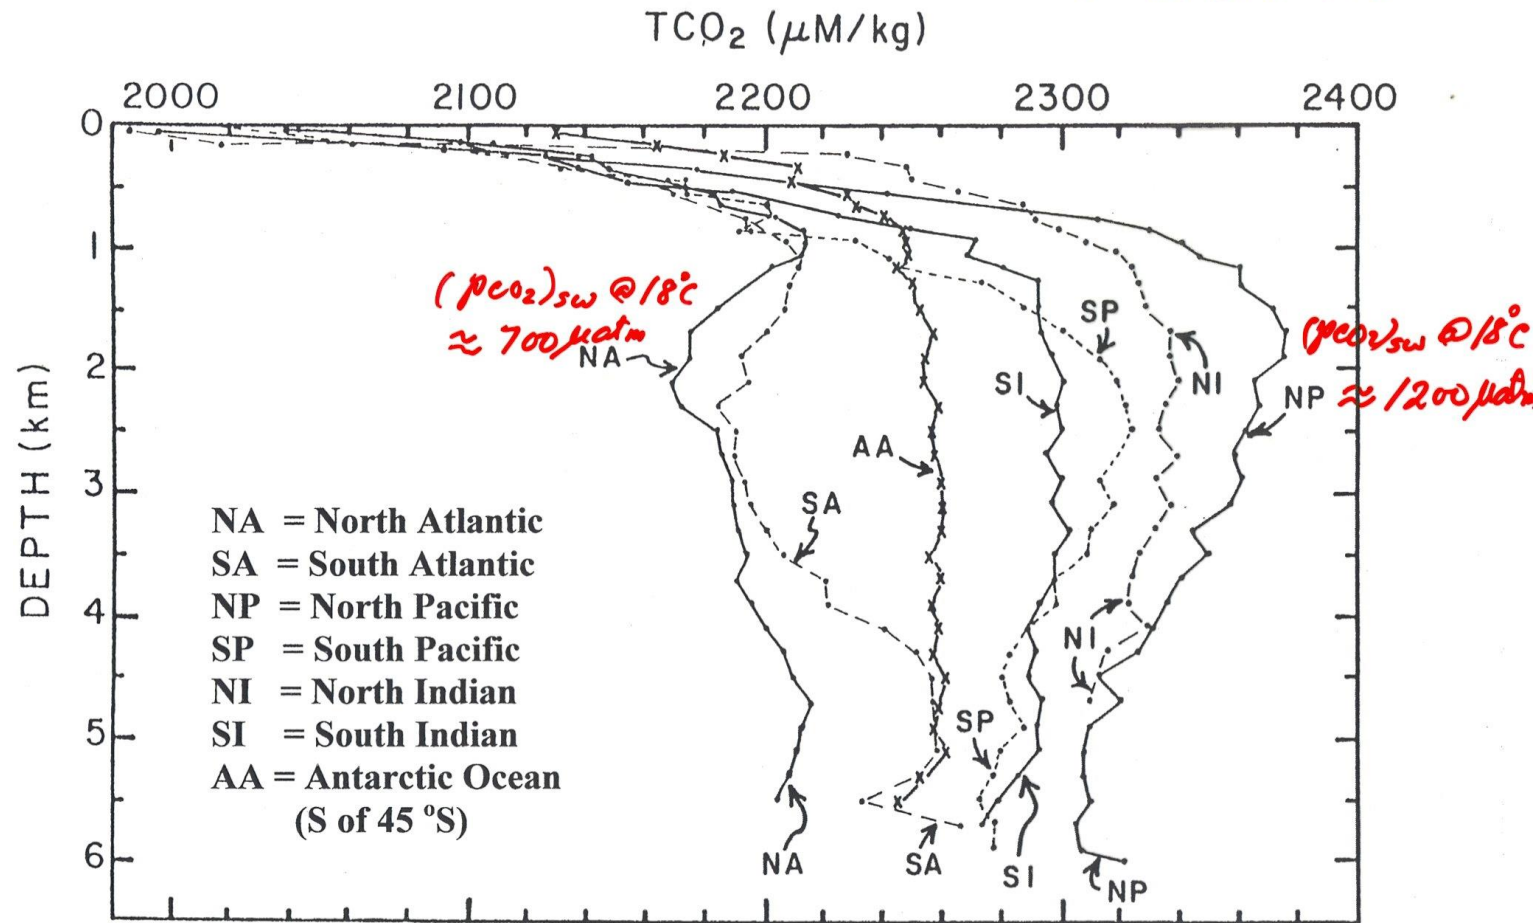 TCO₂ (μM/kg)
2000 2100 2200 2300 2400
DEPTH (km)
0
1
2
3
4
5
6
(pco₂)sw @ 18°C
≈ 700 μatm
NA
SP
NI
(pco₂)sw @ 18°C
≈ 1200 μatm
NP
SI
AA
SA
NA = North Atlantic
SA = South Atlantic
NP = North Pacific
SP = South Pacific
NI = North Indian
SI = South Indian
AA = Antarctic Ocean
(S of 45 °S)
NI
SP
NA
SA
SI
NP